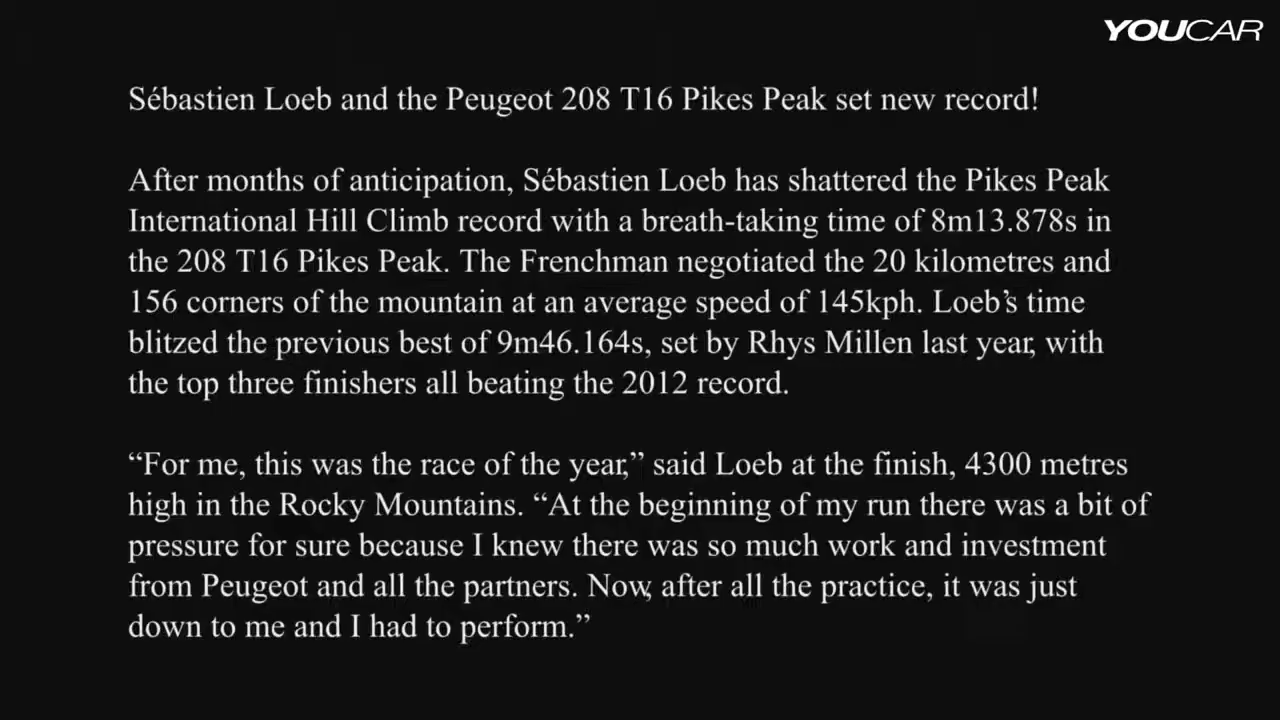 YOUCAR
Sébastien Loeb and the Peugeot 208 T16 Pikes Peak set new record!
After months of anticipation, Sébastien Loeb has shattered the Pikes Peak
International Hill Climb record with a breath-taking time of 8m13.878s in
the 208 T16 Pikes Peak. The Frenchman negotiated the 20 kilometres and
156 corners of the mountain at an average speed of 145kph. Loeb’s time
blitzed the previous best of 9m46.164s, set by Rhys Millen last year, with
the top three finishers all beating the 2012 record.
“For me, this was the race of the year,” said Loeb at the finish, 4300 metres
high in the Rocky Mountains. “At the beginning of my run there was a bit of
pressure for sure because I knew there was so much work and investment
from Peugeot and all the partners. Now, after all the practice, it was just
down to me and I had to perform.”